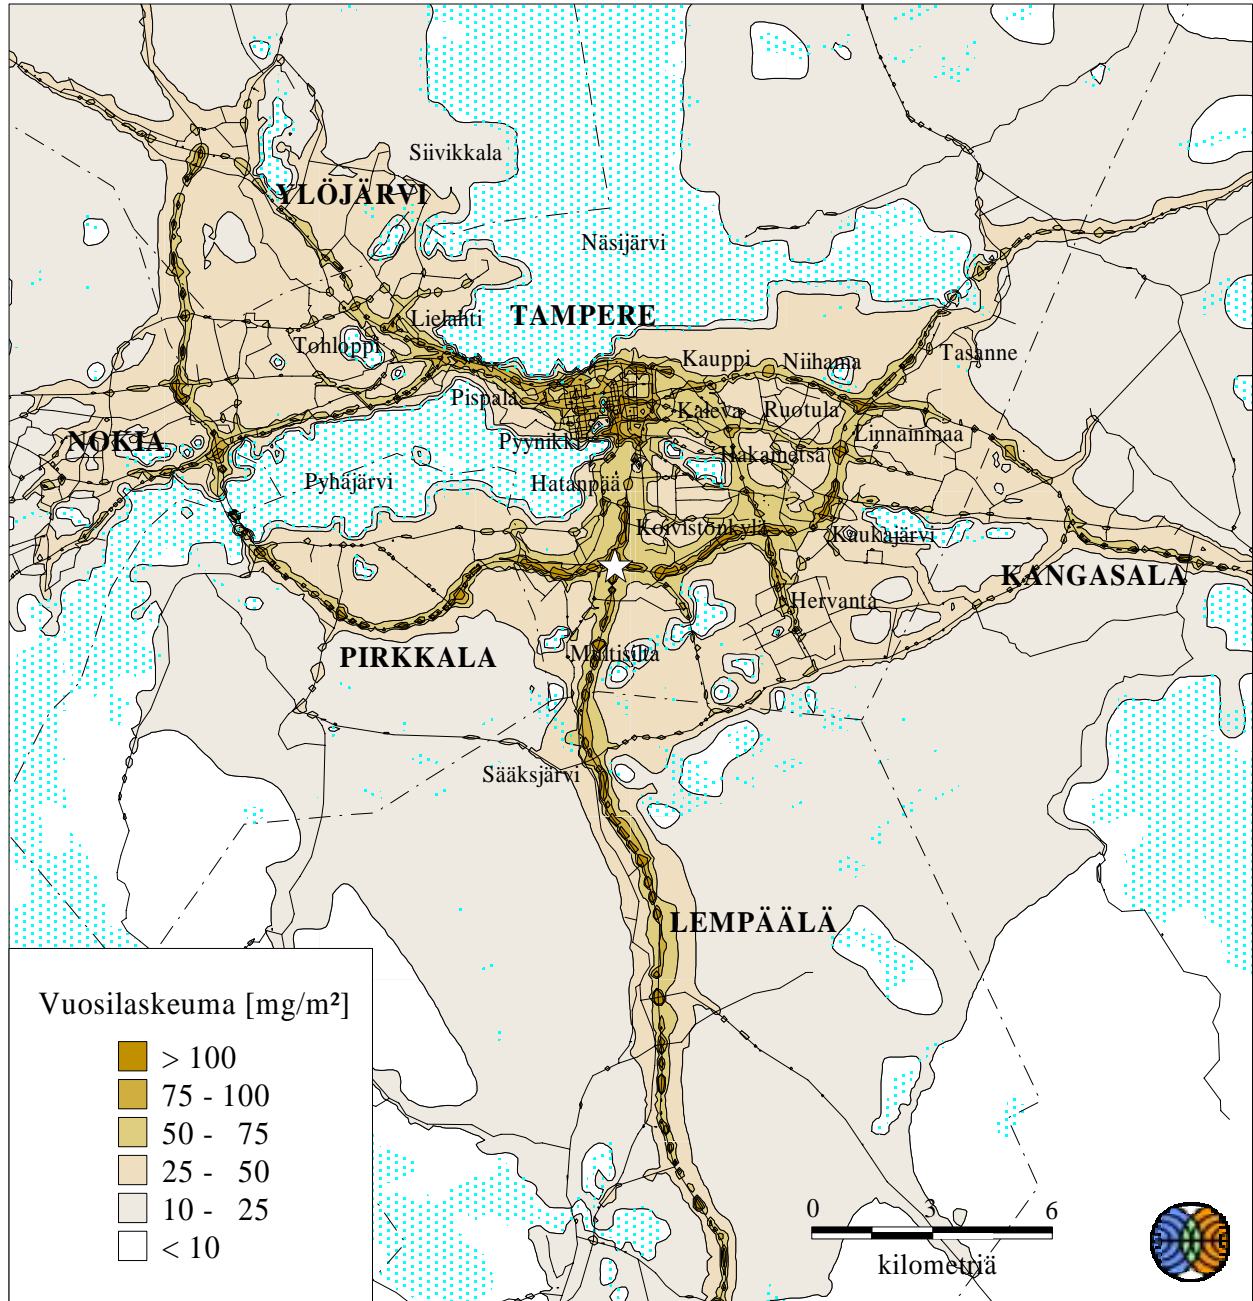 Siivikkala
YLÖJÄRVI
Näsijärvi
TAMPERE
Lielahti
Tohloppi
Kauppi
Niihama
Tasanne
Pispala
Kaleva
Ruotula
NOKIA
Pyynikki
Linnainmaa
Hakametsä
Pyhäjärvi
Hatanpää
Koivistonkylä
Kaukajärvi
KANGASALA
Hervanta
PIRKKALA
Multisilta
Sääksjärvi
LEMPÄÄLÄ
Vuosilaskeuma [mg/m²]
> 100
75 - 100
50 - 75
25 - 50
10 - 25
< 10
0 3 6
kilometriä